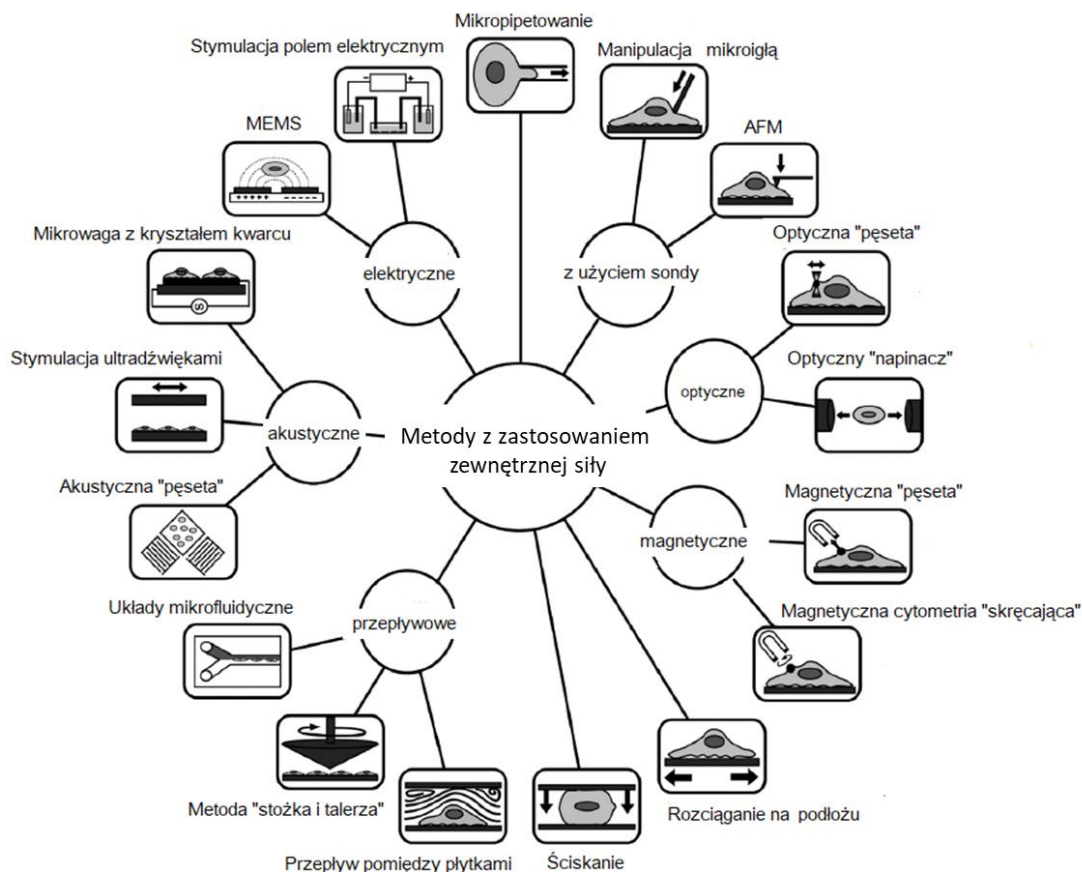 Mikropipetowanie
Stymulacja polem elektrycznym
Manipulacja mikroigłą
MEMS
AFM
Mikrowaga z kryształem kwarcu
elektryczne
z użyciem sondy
Optyczna "pęseta"
Stymulacja ultradźwiękami
Optyczny "napinacz"
optyczne
akustyczne
Metody z zastosowaniem
zewnętrznej siły
Akustyczna "pęseta"
Magnetyczna "pęseta"
magnetyczne
Układy mikrofluidyczne
przepływowe
Magnetyczna cytometria "skręcająca"
Metoda "stożka i talerza"
Rozciąganie na podłożu
Przepływ pomiędzy płytkami
Ściskanie